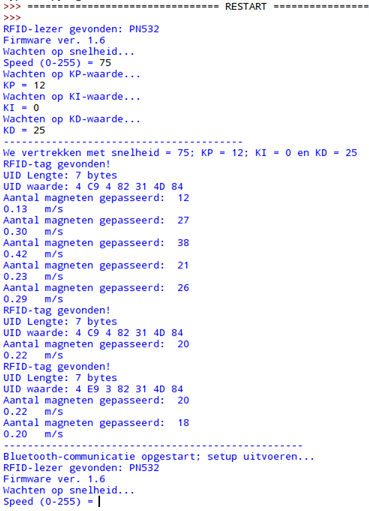 >>> ================================ RESTART ================
>>>
RFID-lezer gevonden: PN532
Firmware ver. 1.6
Wachten op snelheid...
Speed (0-255) = 75
Wachten op KP-waarde...
KP = 12
Wachten op KI-waarde...
KI = 0
Wachten op KD-waarde...
KD = 25
----------------------------------------
We vertrekken met snelheid = 75; KP = 12; KI = 0 en KD = 25
RFID-tag gevonden!
UID Lengte: 7 bytes
UID waarde: 4 C9 4 82 31 4D 84
Aantal magneten gepasseerd:  12
0.13   m/s
Aantal magneten gepasseerd:  27
0.30   m/s
Aantal magneten gepasseerd:  38
0.42   m/s
Aantal magneten gepasseerd:  21
0.23   m/s
Aantal magneten gepasseerd:  26
0.29   m/s
RFID-tag gevonden!
UID Lengte: 7 bytes
UID waarde: 4 C9 4 82 31 4D 84
Aantal magneten gepasseerd:  20
0.22   m/s
RFID-tag gevonden!
UID Lengte: 7 bytes
UID waarde: 4 E9 3 82 31 4D 84
Aantal magneten gepasseerd:  20
0.22   m/s
Aantal magneten gepasseerd:  18
0.20   m/s
--------------------------------------------------
Bluetooth-communicatie opgestart; setup uitvoeren...
RFID-lezer gevonden: PN532
Firmware ver. 1.6
Wachten op snelheid...
Speed (0-255) =